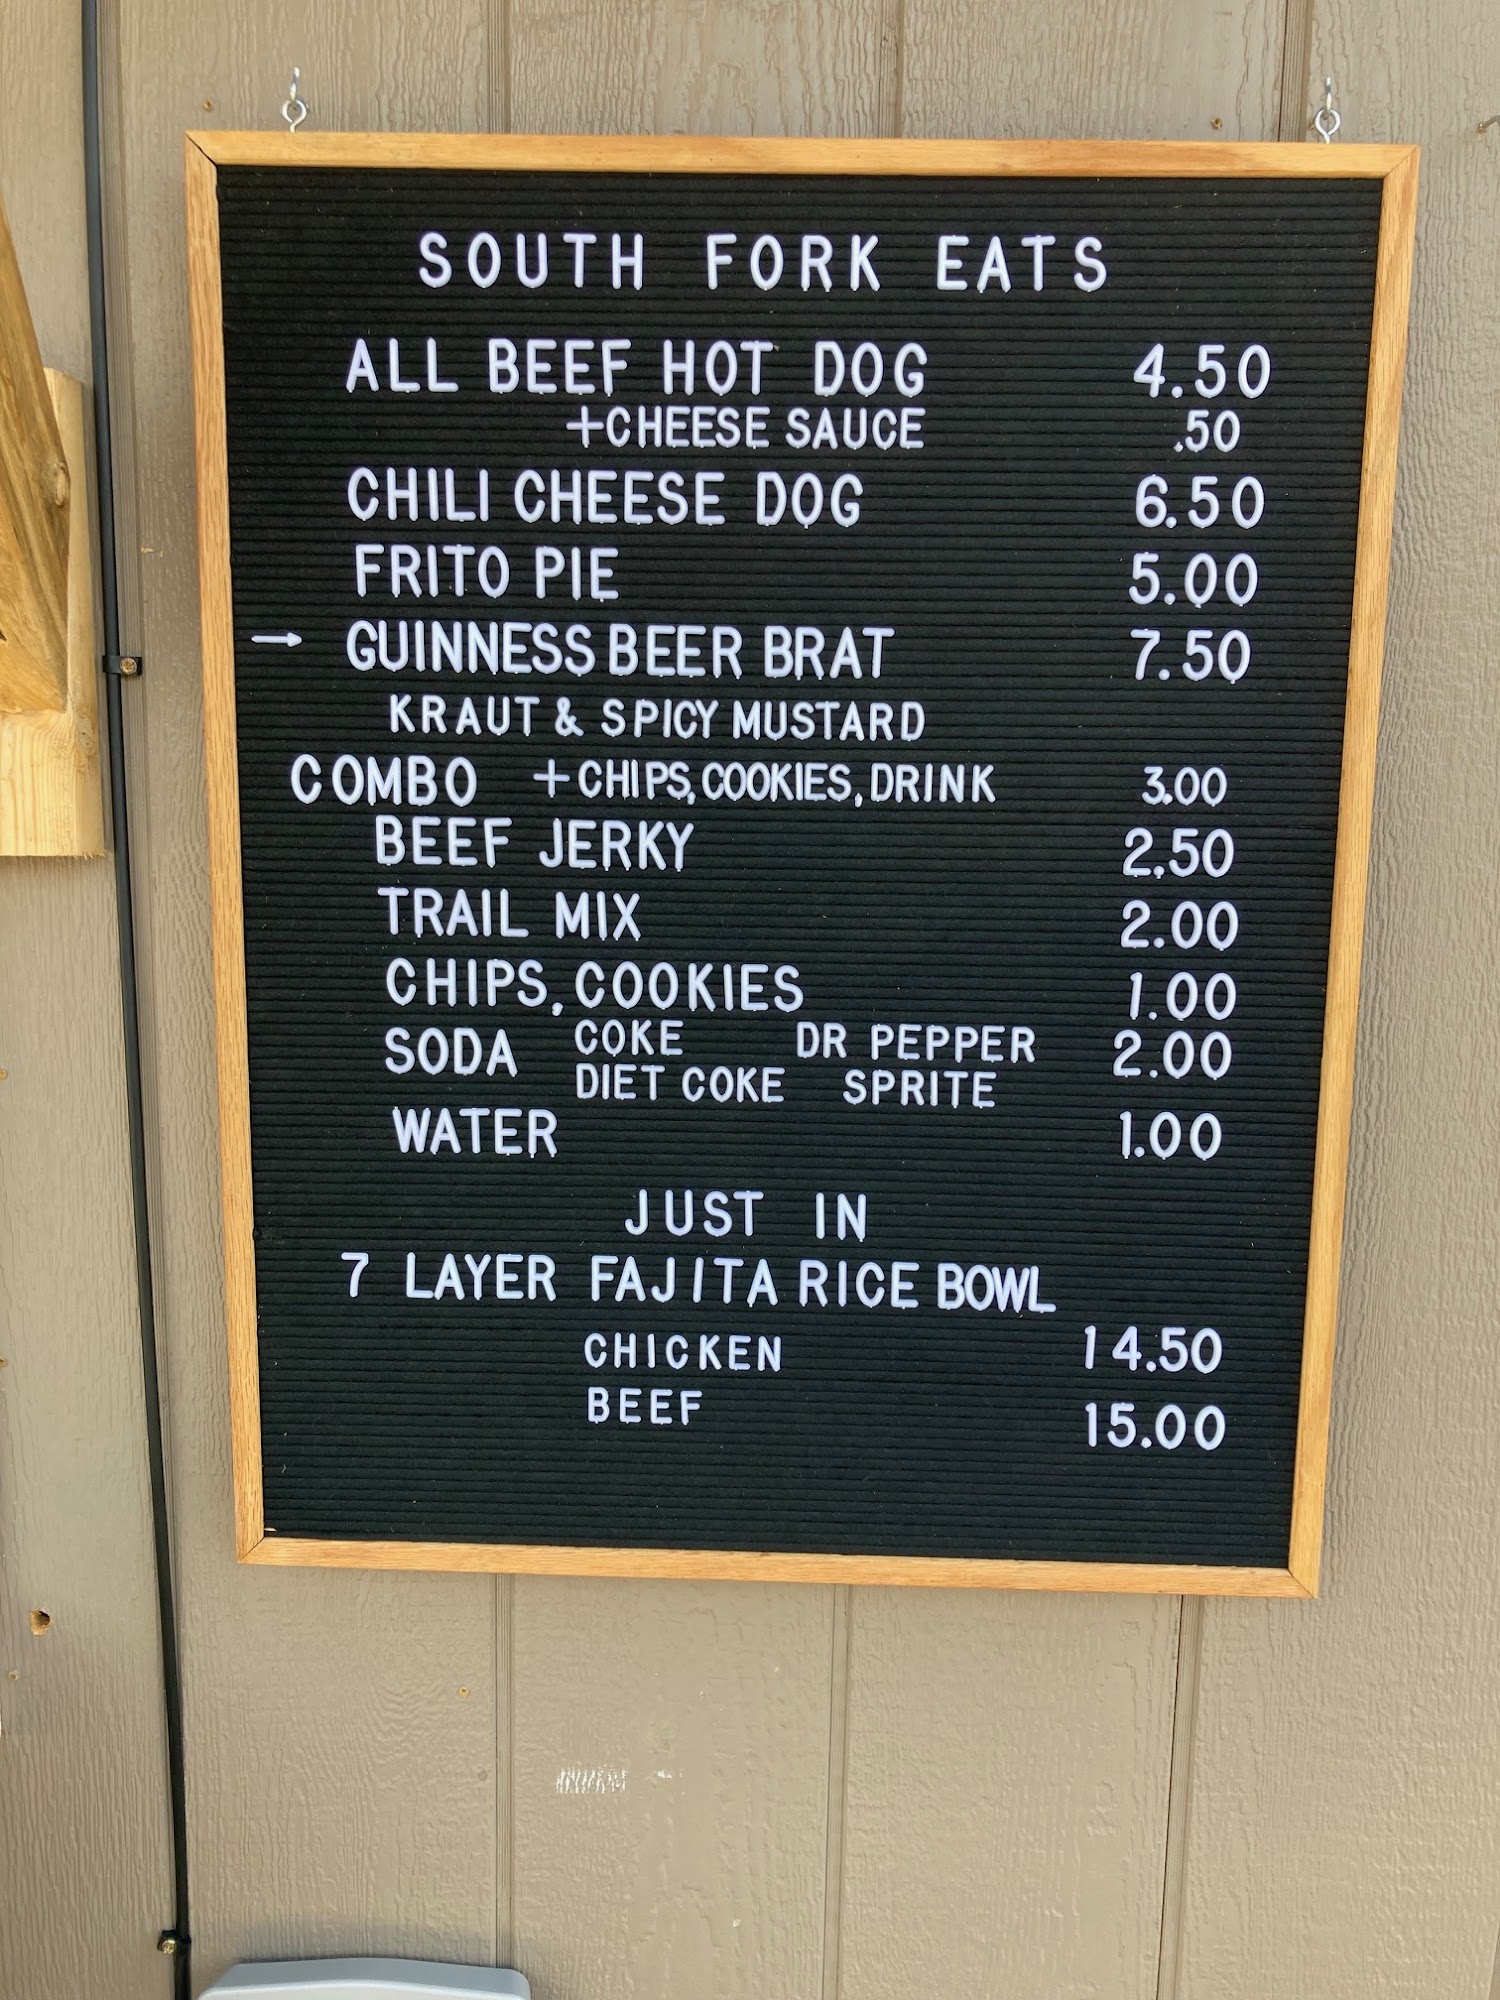 SOUTH FORK EATS
ALL BEEF HOT DOG 4.50
+CHEESE SAUCE .50
CHILI CHEESE DOG 6.50
FRITO PIE 5.00
→ GUINNESS BEER BRAT 7.50
KRAUT & SPICY MUSTARD
COMBO +CHIPS, COOKIES, DRINK 3.00
BEEF JERKY 2.50
TRAIL MIX 2.00
CHIPS, COOKIES 1.00
SODA COKE DR PEPPER 2.00
DIET COKE SPRITE
WATER 1.00
JUST IN
7 LAYER FAJITA RICE BOWL
CHICKEN 14.50
BEEF 15.00